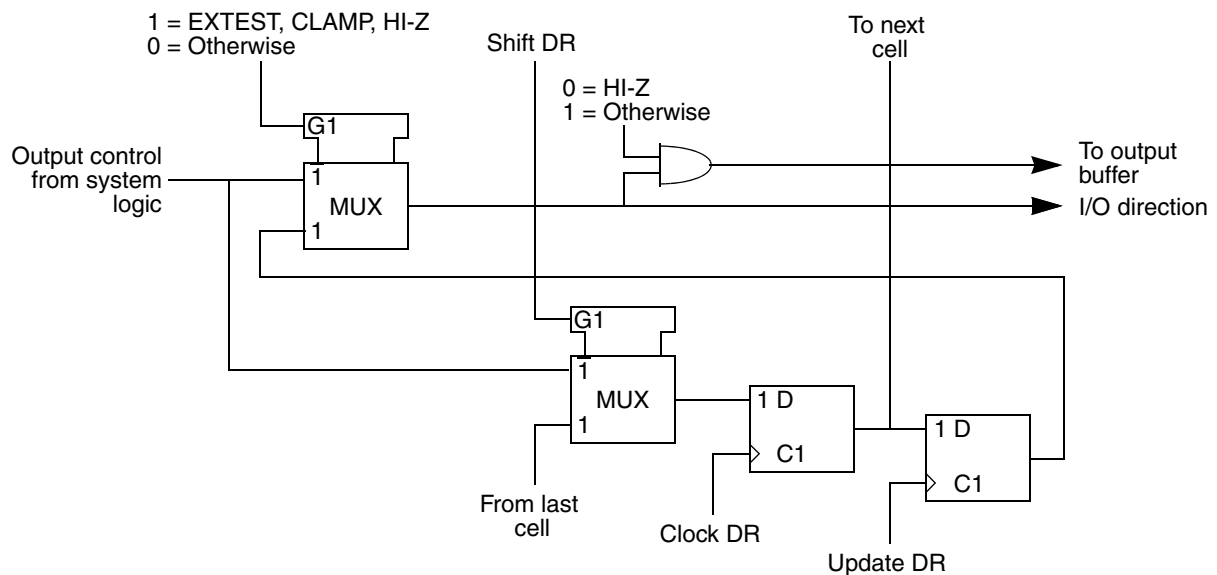 1 = EXTEST, CLAMP, HI-Z
0 = Otherwise
Shift DR
To next
cell
0 = HI-Z
1 = Otherwise
G1
Output control
from system
logic
1
MUX
1
To output
buffer
I/O direction
G1
1
MUX
1
1 D
C1
1 D
C1
From last
cell
Clock DR
Update DR